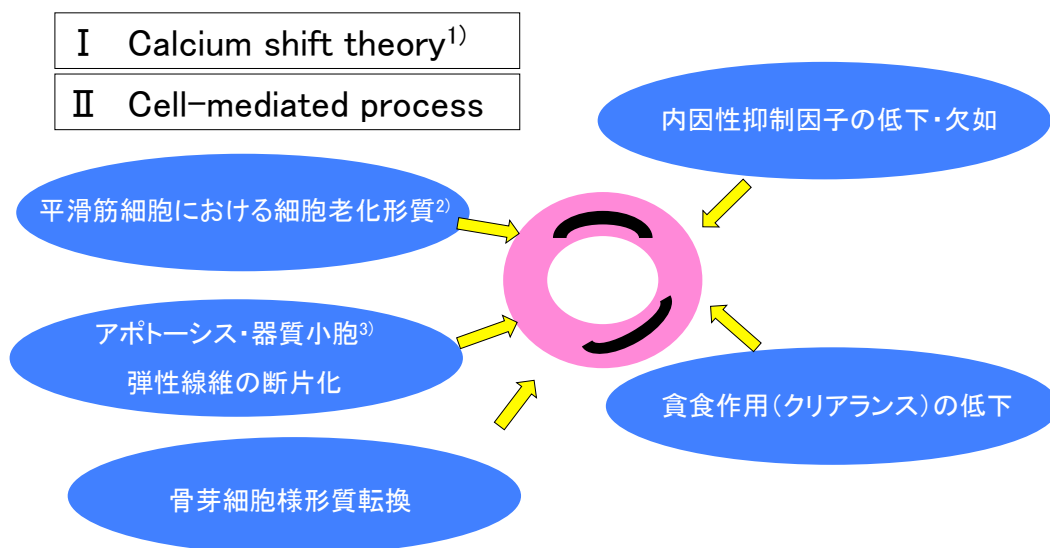 Ⅰ Calcium shift theory1)
Ⅱ Cell-mediated process
内因性抑制因子の低下・欠如
平滑筋細胞における細胞老化形質2)
アポトーシス・器質小胞3)
弾性線維の断片化
貪食作用(クリアランス)の低下
骨芽細胞様形質転換